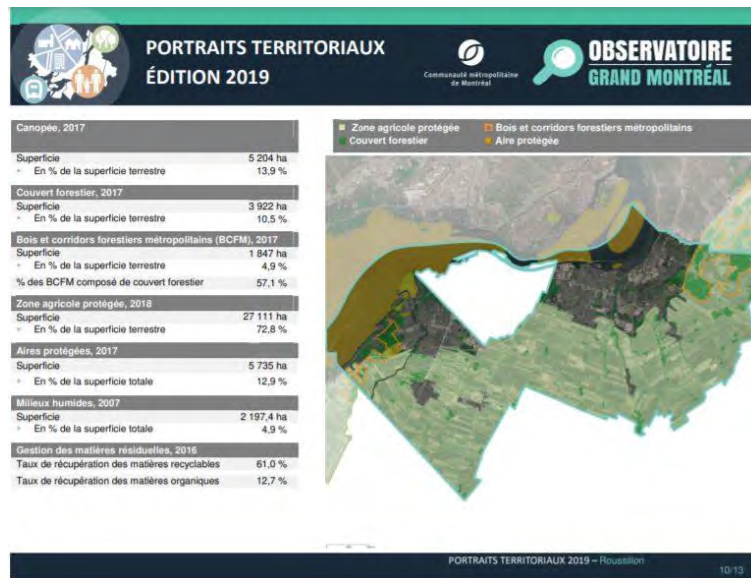 PORTRAITS TERRITORIAUX
ÉDITION 2019
Communauté métropolitaine
de Montréal
OBSERVATOIRE
GRAND MONTRÉAL
Canopée, 2017
Superficie 5 204 ha
En % de la superficie terrestre 13,9 %
Couvert forestier, 2017
Superficie 3 922 ha
En % de la superficie terrestre 10,5 %
Bois et corridors forestiers métropolitains (BCFM), 2017
Superficie 1 847 ha
En % de la superficie terrestre 4,9 %
% des BCFM composé de couvert forestier 57,1 %
Zone agricole protégée, 2018
Superficie 27 111 ha
En % de la superficie terrestre 72,8 %
Aires protégées, 2017
Superficie 5 735 ha
En % de la superficie totale 12,9 %
Milieux humides, 2007
Superficie 2 197,4 ha
En % de la superficie totale 4,9 %
Gestion des matières résiduelles, 2016
Taux de récupération des matières recyclables 61,0 %
Taux de récupération des matières organiques 12,7 %
Zone agricole protégée Bois et corridors forestiers métropolitains
Couvert forestier Aire protégée
PORTRAITS TERRITORIAUX 2019 – Roussillon
10/13